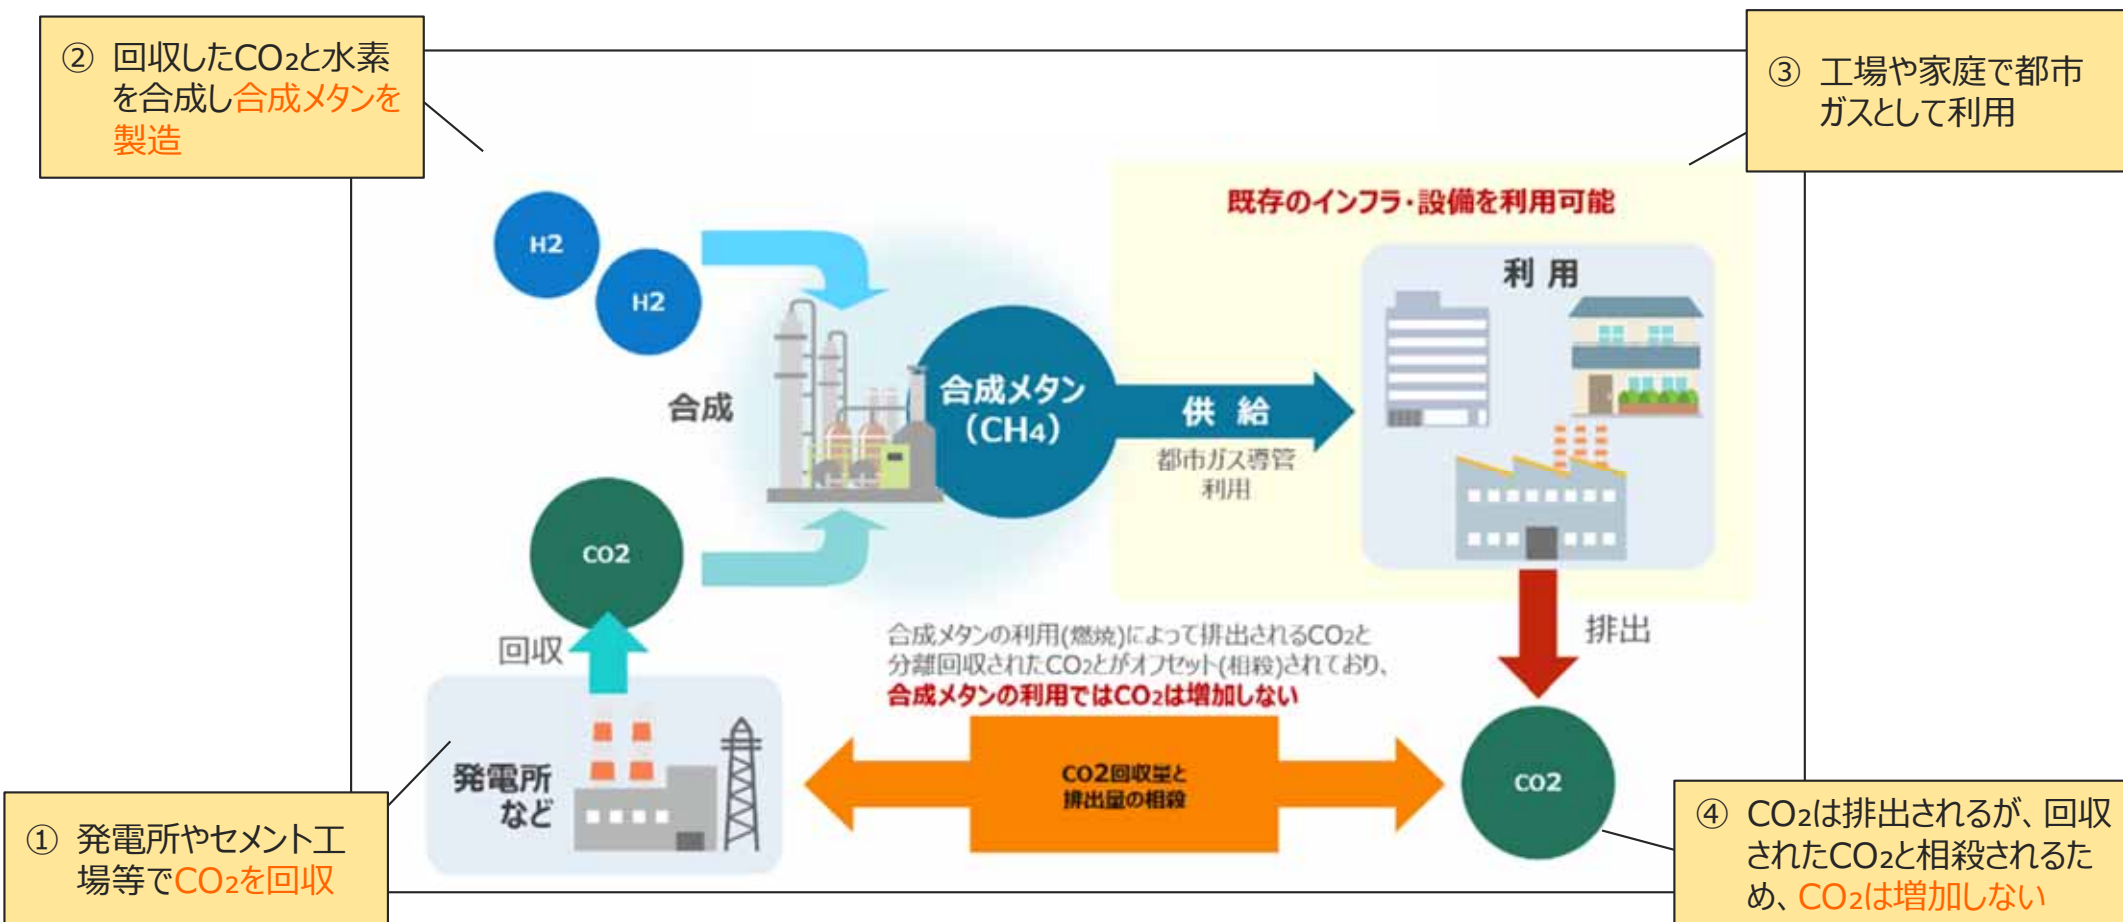 ② 回収したCO₂と水素
を合成し合成メタンを
製造
③ 工場や家庭で都市
ガスとして利用
既存のインフラ・設備を利用可能
H2
H2
利 用
合成
合成メタン
（CH₄）
供 給
都市ガス導管
利用
CO2
回収
排出
合成メタンの利用(燃焼)によって排出されるCO₂と
分離回収されたCO₂とがオフセット(相殺)されており、
合成メタンの利用ではCO₂は増加しない
発電所
など
CO2回収量と
排出量の相殺
CO2
① 発電所やセメント工
場等でCO₂を回収
④ CO₂は排出されるが、回収
されたCO₂と相殺されるた
め、CO₂は増加しない